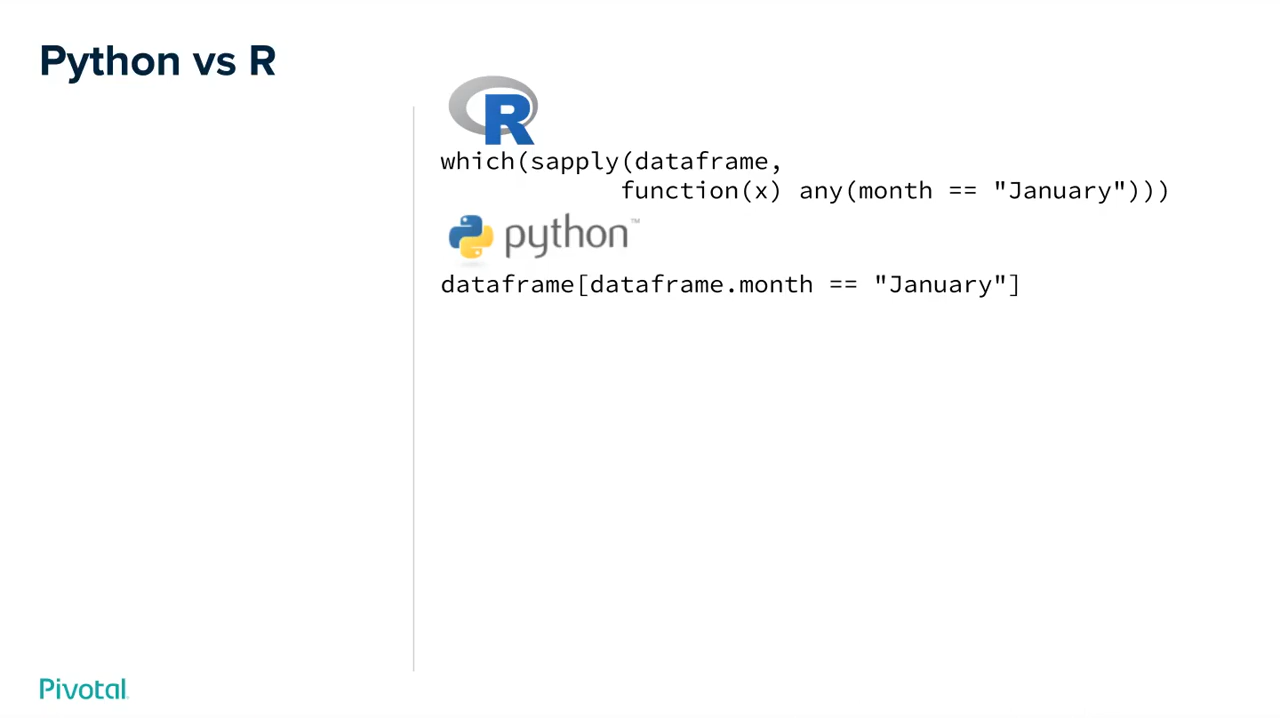 Python vs R
R
which(sapply(dataframe,
function(x) any(month == "January")))
python™
dataframe[dataframe.month == "January"]
Pivotal